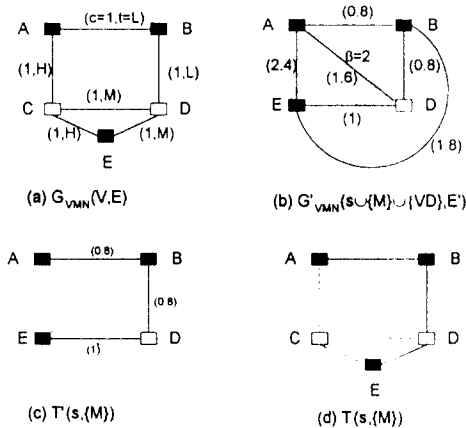 A (c=1,t=L) B
(1,H) (1,L)
C (1,M) D
(1,H) (1,M)
E
(a) G_VMN(V,E)
(0.8)
A B
β=2
(2.4) (1.6) (0.8)
E D
(1)
(1.8)
(b) G'_VMN(s∪{M}∪{VD},E')
A (0.8) B
(0.8)
E D
(1)
(c) T'(s,{M})
A B
C D
E
(d) T(s,{M})